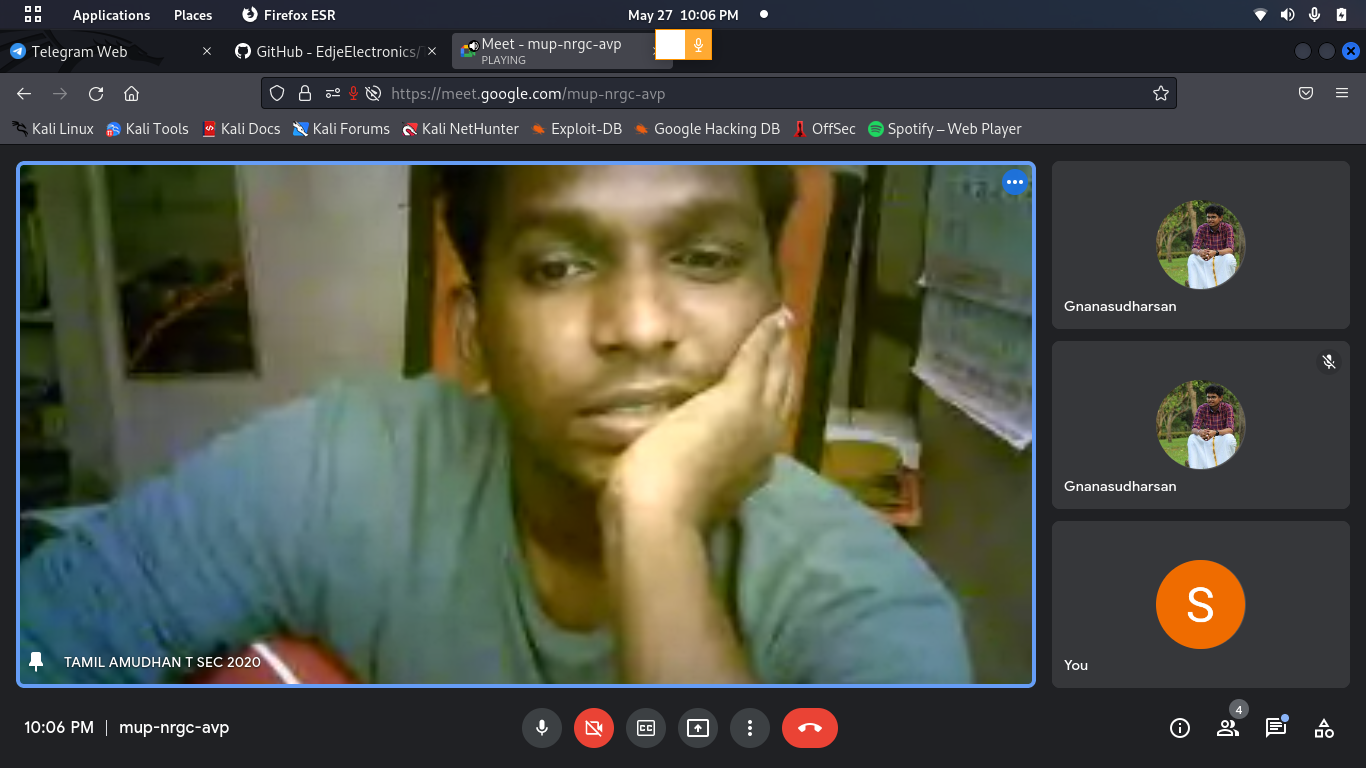 Applications Places Firefox ESR May 27 10:06 PM
Telegram Web GitHub - EdjeElectronics/ Meet - mup-nrgc-avp
PLAYING
https://meet.google.com/mup-nrgc-avp
Kali Linux Kali Tools Kali Docs Kali Forums Kali NetHunter Exploit-DB Google Hacking DB OffSec Spotify – Web Player
Gnanasudharsan
Gnanasudharsan
S
You
TAMIL AMUDHAN T SEC 2020
10:06 PM | mup-nrgc-avp
CC
4